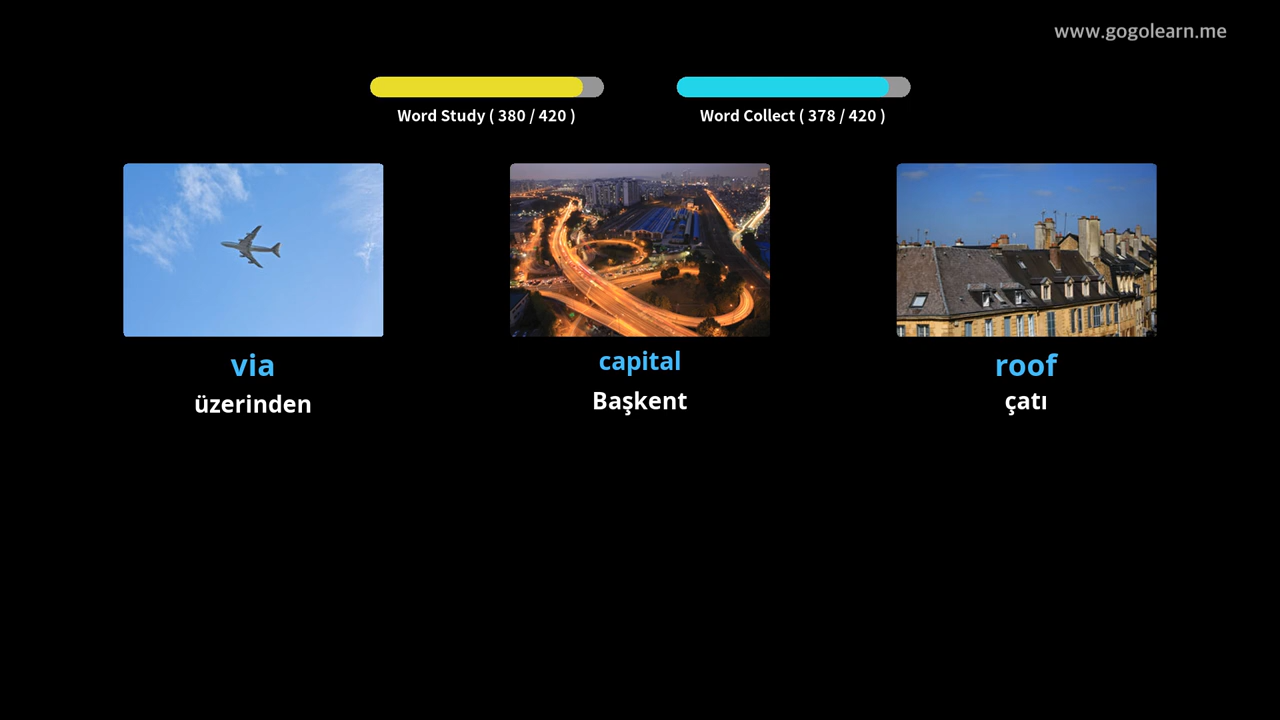 www.gogolearn.me
Word Study ( 380 / 420 )
Word Collect ( 378 / 420 )
via
üzerinden
capital
Başkent
roof
çatı